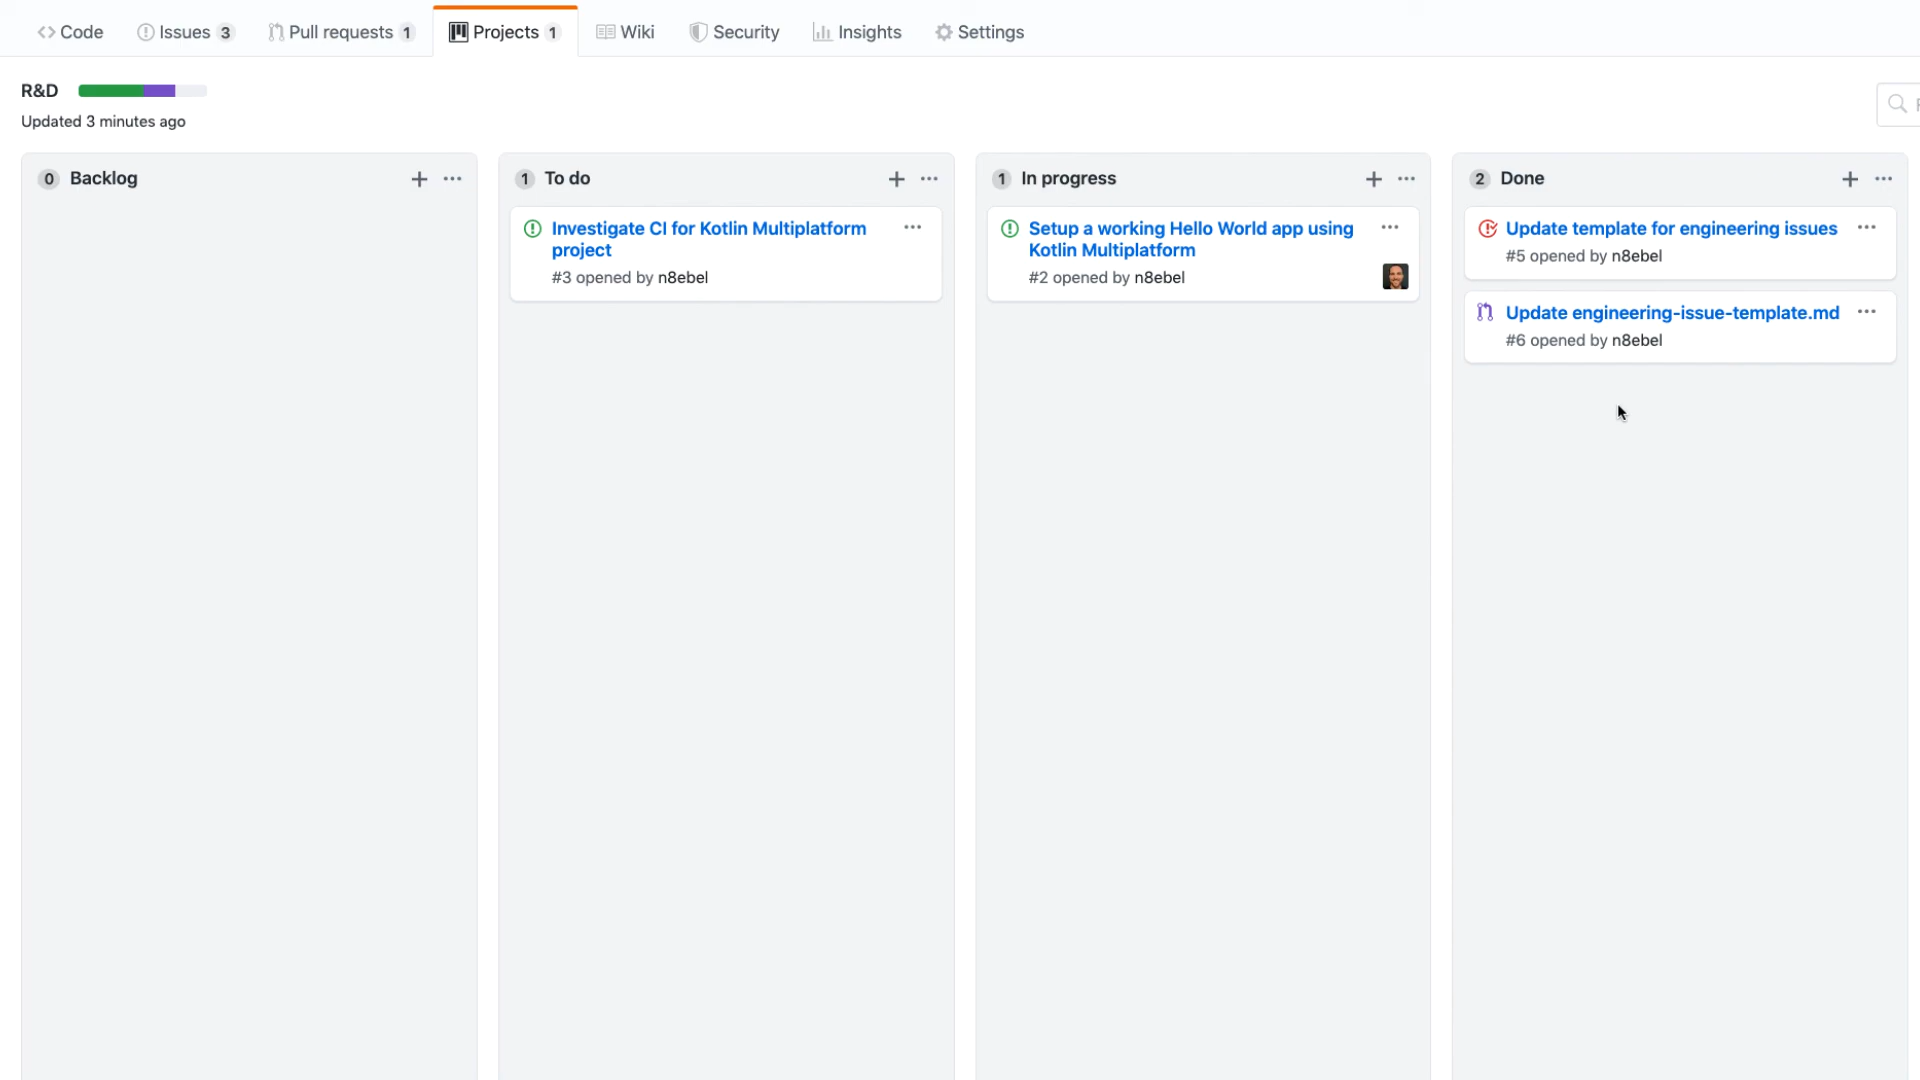 Code Issues 3 Pull requests 1 Projects 1 Wiki Security Insights Settings
R&D
Updated 3 minutes ago
0 Backlog
1 To do
Investigate CI for Kotlin Multiplatform
project
#3 opened by n8ebel
1 In progress
Setup a working Hello World app using
Kotlin Multiplatform
#2 opened by n8ebel
2 Done
Update template for engineering issues
#5 opened by n8ebel
Update engineering-issue-template.md
#6 opened by n8ebel